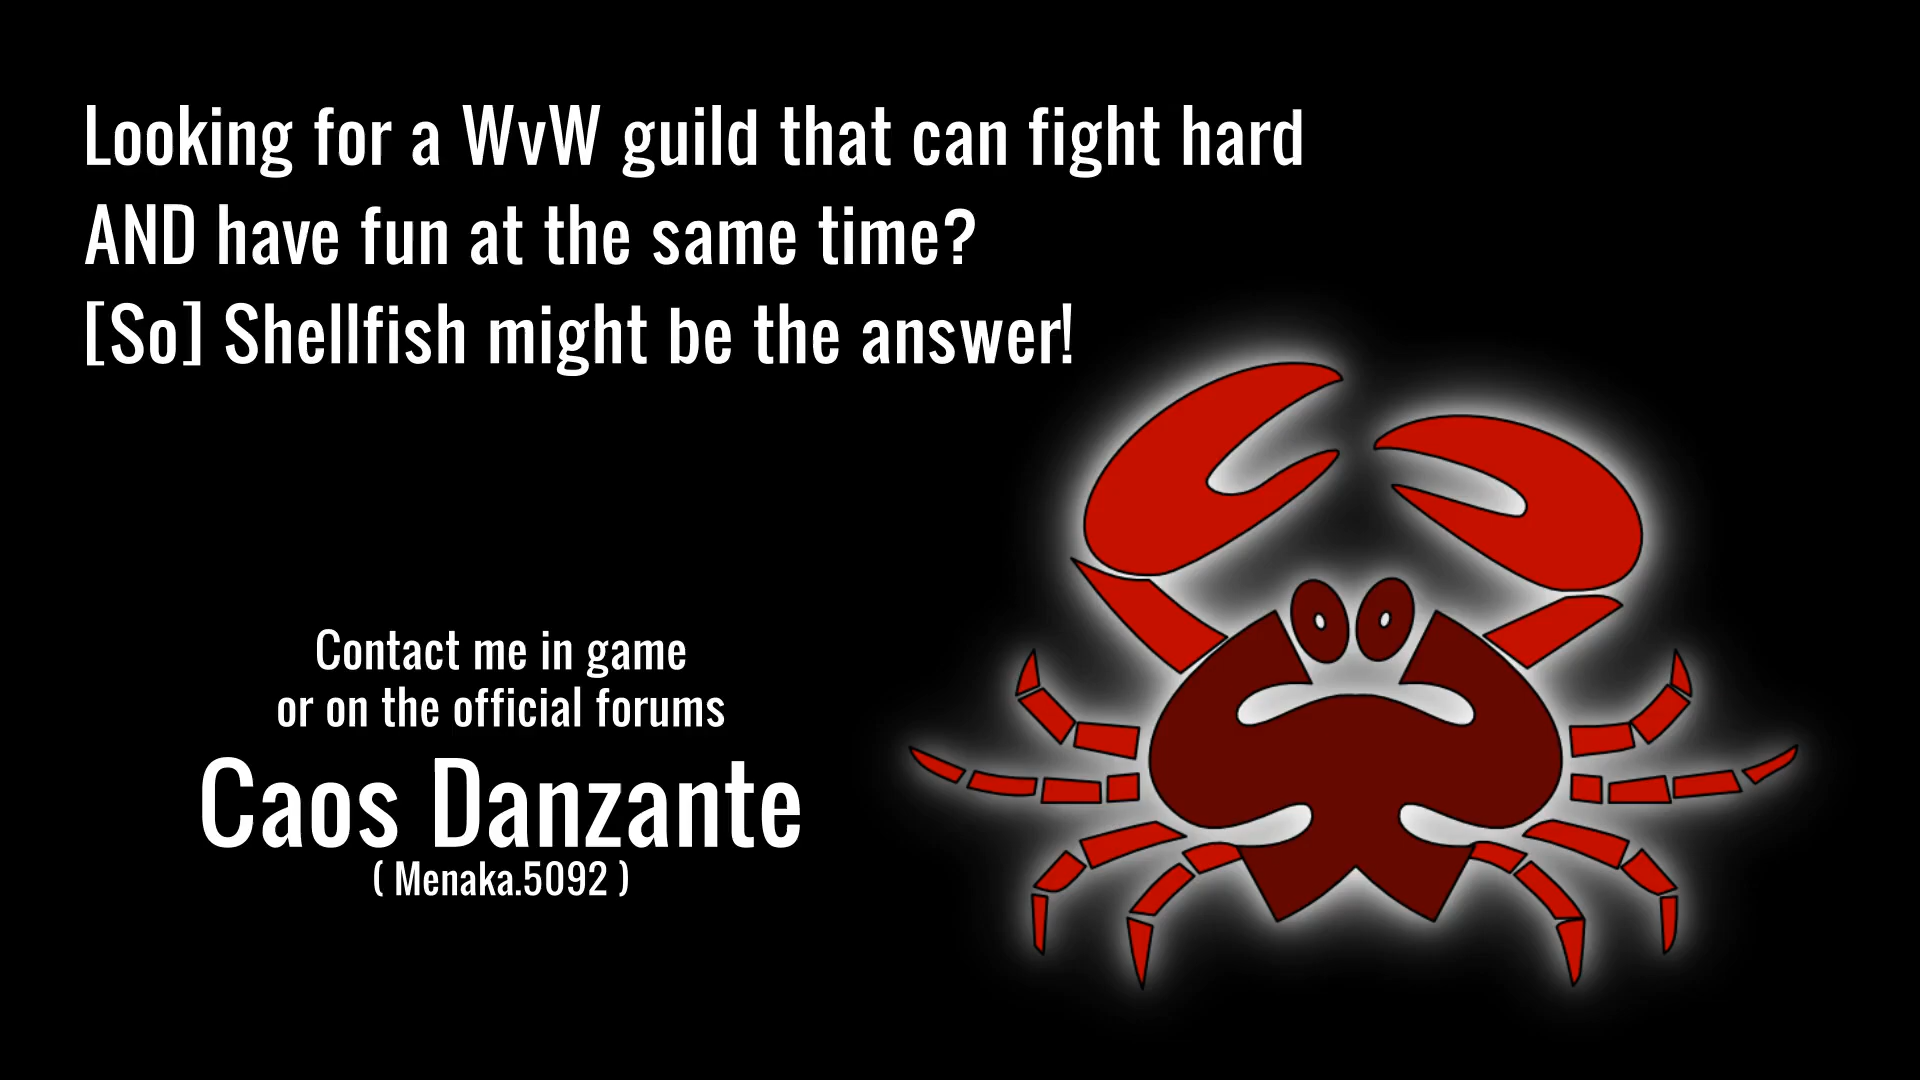 Looking for a WvW guild that can fight hard
AND have fun at the same time?
[So] Shellfish might be the answer!
Contact me in game
or on the official forums
Caos Danzante
( Menaka.5092 )